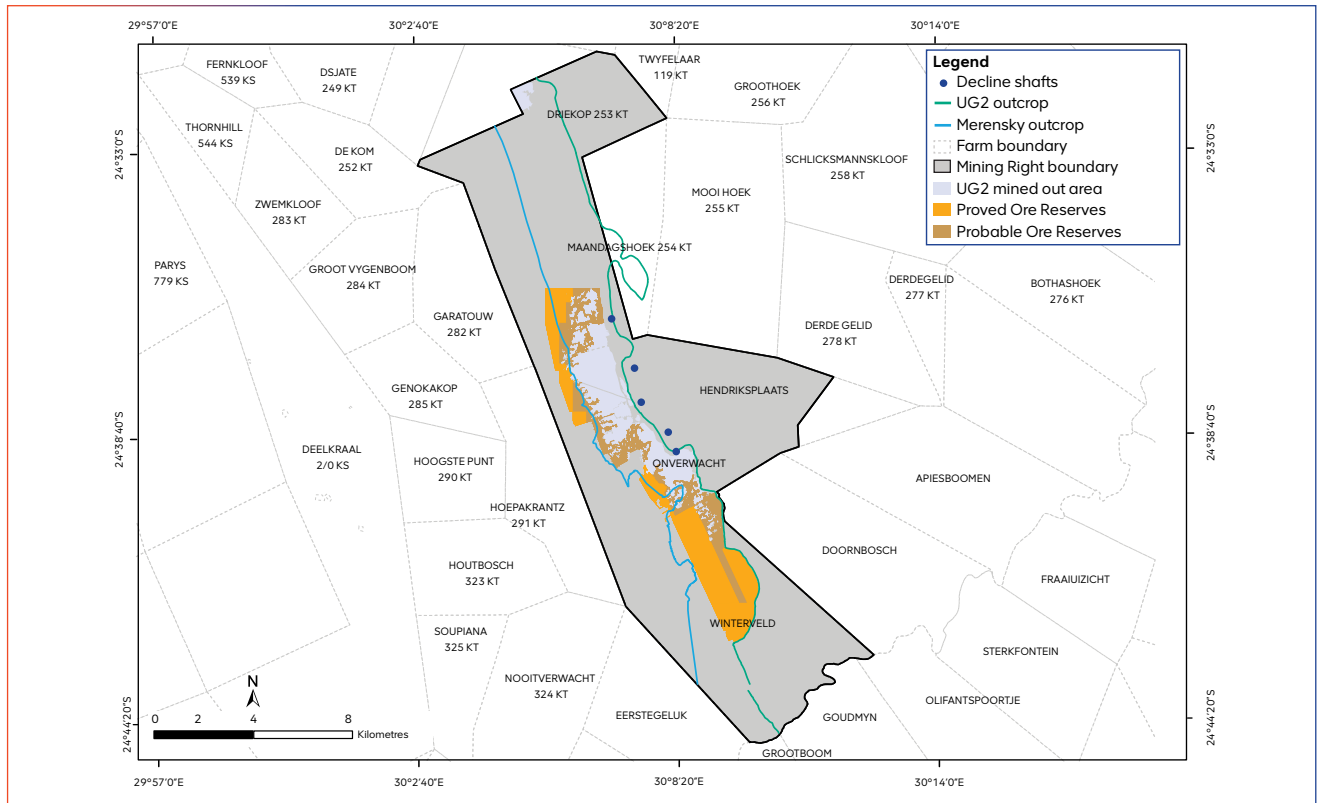 29°57'0"E
30°2'40"E
30°8'20"E
30°14'0"E
24°33'0"S
24°38'40"S
24°44'20"S
24°33'0"S
24°38'40"S
24°44'20"S
FERNKLOOF
539 KS
DSJATE
249 KT
TWYFELAAR
119 KT
GROOTHOEK
256 KT
THORNHILL
544 KS
DRIEKOP 253 KT
DE KOM
252 KT
SCHLICKSMANNSKLOOF
258 KT
ZWEMKLOOF
283 KT
MOOI HOEK
255 KT
MAANDAGSHOEK 254 KT
PARYS
779 KS
GROOT VYGENBOOM
284 KT
DERDEGELID
277 KT
BOTHASHOEK
276 KT
GARATOUW
282 KT
DERDE GELID
278 KT
GENOKAKOP
285 KT
HENDRIKSPLAATS
DEELKRAAL
2/0 KS
HOOGSTE PUNT
290 KT
ONVERWACHT
APIESBOOMEN
HOEPAKRANTZ
291 KT
DOORNBOSCH
HOUTBOSCH
323 KT
FRAAIUIZICHT
SOUPIANA
325 KT
WINTERVELD
STERKFONTEIN
NOOITVERWACHT
324 KT
EERSTEGELUK
GOUDMYN
OLIFANTSPOORTJE
GROOTBOOM
Legend
Decline shafts
UG2 outcrop
Merensky outcrop
Farm boundary
Mining Right boundary
UG2 mined out area
Proved Ore Reserves
Probable Ore Reserves
N
0 2 4 8
Kilometres
29°57'0"E
30°2'40"E
30°8'20"E
30°14'0"E